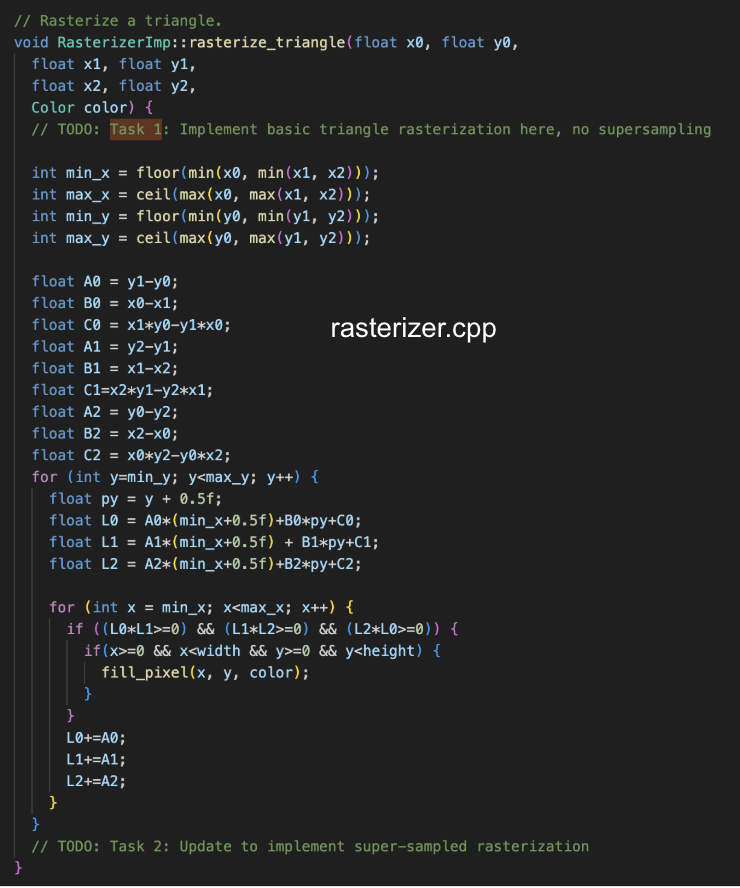 // Rasterize a triangle.
void RasterizerImp::rasterize_triangle(float x0, float y0,
float x1, float y1,
float x2, float y2,
Color color) {
// TODO: Task 1: Implement basic triangle rasterization here, no supersampling
int min_x = floor(min(x0, min(x1, x2)));
int max_x = ceil(max(x0, max(x1, x2)));
int min_y = floor(min(y0, min(y1, y2)));
int max_y = ceil(max(y0, max(y1, y2)));
float A0 = y1-y0;
float B0 = x0-x1;
float C0 = x1*y0-y1*x0;
rasterizer.cpp
float A1 = y2-y1;
float B1 = x1-x2;
float C1=x2*y1-y2*x1;
float A2 = y0-y2;
float B2 = x2-x0;
float C2 = x0*y2-y0*x2;
for (int y=min_y; y<max_y; y++) {
float py = y + 0.5f;
float L0 = A0*(min_x+0.5f)+B0*py+C0;
float L1 = A1*(min_x+0.5f) + B1*py+C1;
float L2 = A2*(min_x+0.5f)+B2*py+C2;
for (int x = min_x; x<max_x; x++) {
if ((L0*L1>=0) && (L1*L2>=0) && (L2*L0>=0)) {
if(x>=0 && x<width && y>=0 && y<height) {
fill_pixel(x, y, color);
}
}
L0+=A0;
L1+=A1;
L2+=A2;
}
}
// TODO: Task 2: Update to implement super-sampled rasterization
}